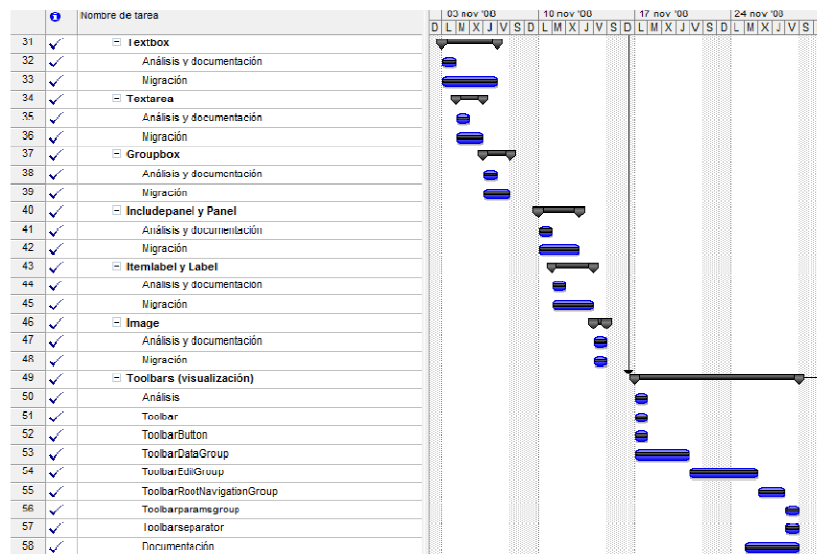 Nombre de tarea 03 nov '08 10 nov '08 17 nov '08 24 nov '08
D L M X J V S D L M X J V S D L M X J V S D L M X J V S
31 Textbox
32 Análisis y documentación
33 Migración
34 Textarea
35 Análisis y documentación
36 Migración
37 Groupbox
38 Análisis y documentación
39 Migración
40 Includepanel y Panel
41 Análisis y documentación
42 Migración
43 Itemlabel y Label
44 Análisis y documentación
45 Migración
46 Image
47 Análisis y documentación
48 Migración
49 Toolbars (visualización)
50 Análisis
51 Toolbar
52 ToolbarButton
53 ToolbarDataGroup
54 ToolbarEditGroup
55 ToolbarRootNavigationGroup
56 Toolbarparamsgroup
57 Toolbarseparator
58 Documentación